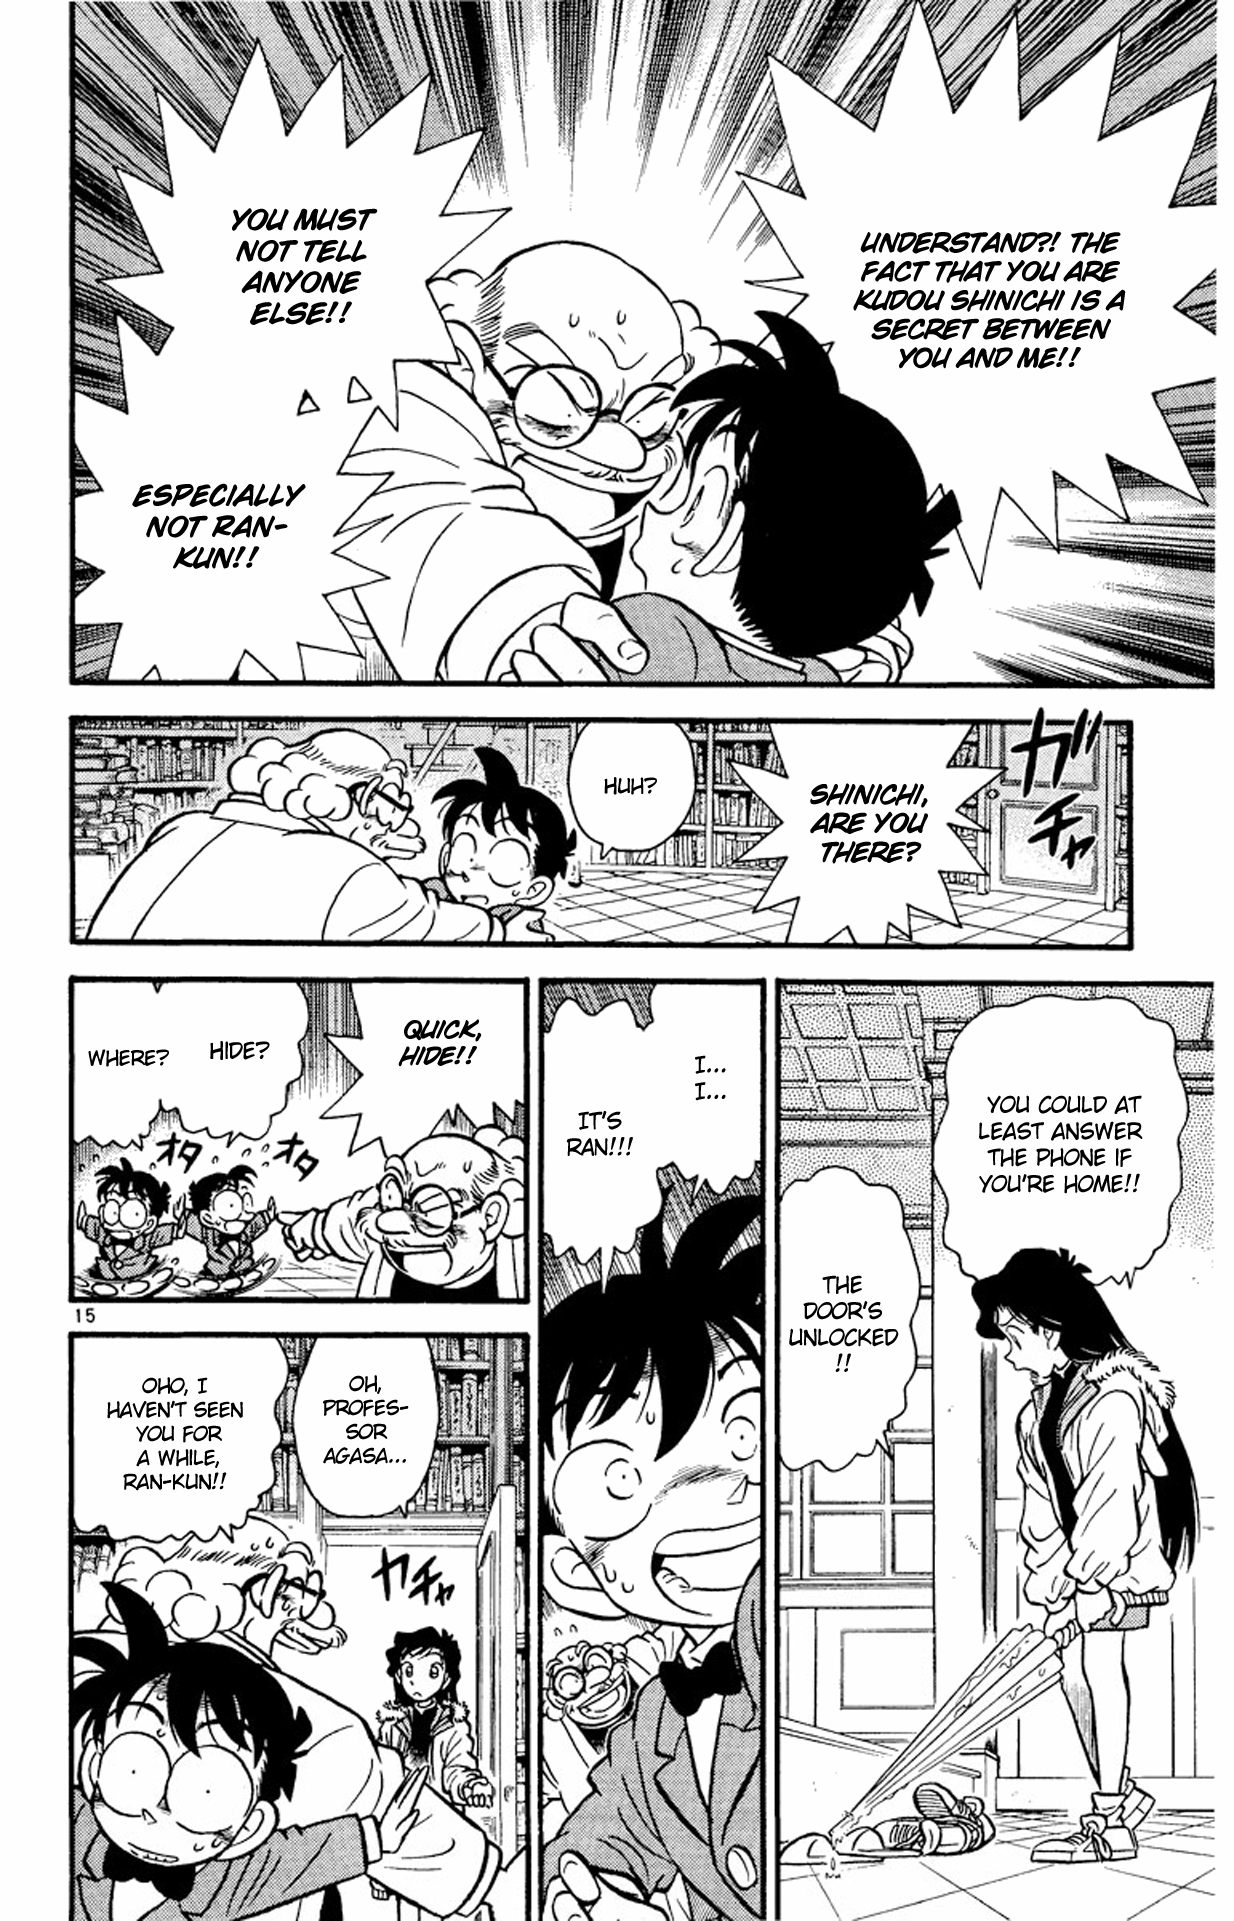 UNDERSTAND?! THE
FACT THAT YOU ARE
KUDOU SHINICHI IS A
SECRET BETWEEN
YOU AND ME!!
YOU MUST
NOT TELL
ANYONE
ELSE!!
ESPECIALLY
NOT RAN-
KUN!!
ガ
チャ
SHINICHI,
ARE YOU
THERE?
HUH?
YOU COULD AT
LEAST ANSWER
THE PHONE IF
YOU'RE HOME!!
THE
DOOR'S
UNLOCKED
!!
I...
I...
IT'S
RAN!!!
QUICK,
HIDE!!
HIDE?
WHERE?
オタ
オタ
15
OH,
PROFES-
SOR
AGASA...
OHO, I
HAVEN'T SEEN
YOU FOR
A WHILE,
RAN-KUN!!
ガチャ